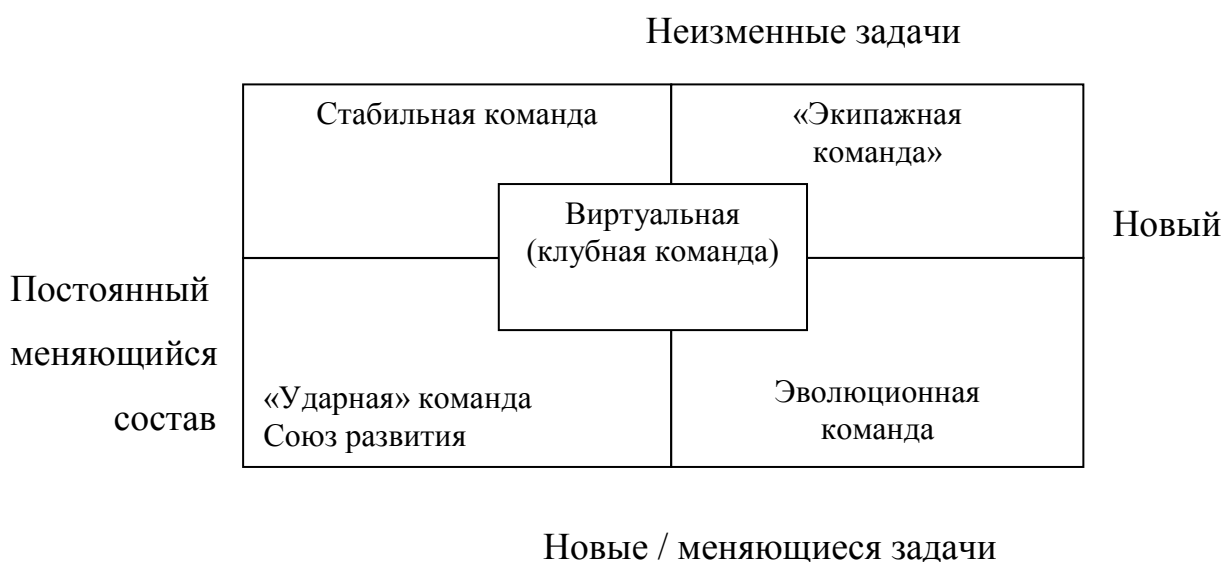 Неизменные задачи
Стабильная команда
«Экипажная
команда»
Виртуальная
(клубная команда)
Новый
Постоянный
меняющийся
состав
«Ударная» команда
Союз развития
Эволюционная
команда
Новые / меняющиеся задачи